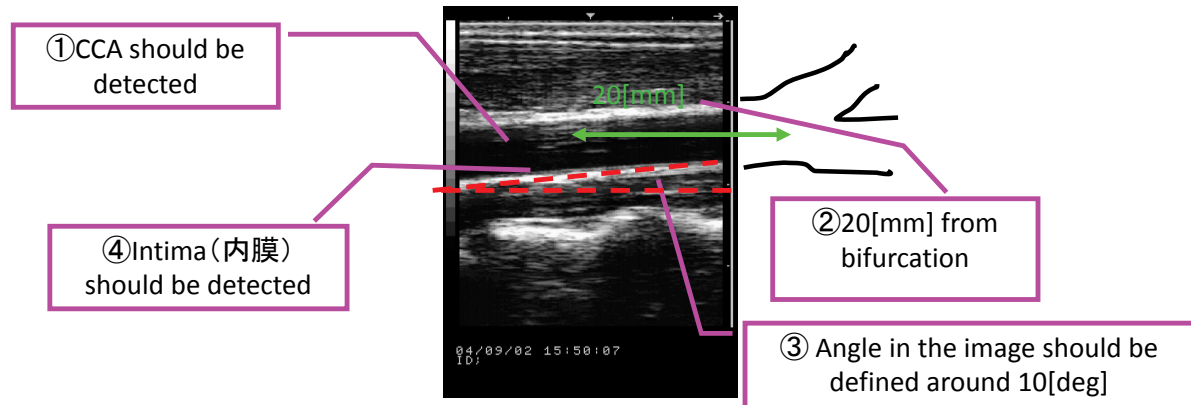 ①CCA should be
detected
20[mm]
④Intima（内膜）
should be detected
②20[mm] from
bifurcation
③ Angle in the image should be
defined around 10[deg]
04/09/02 15:50:07
ID;